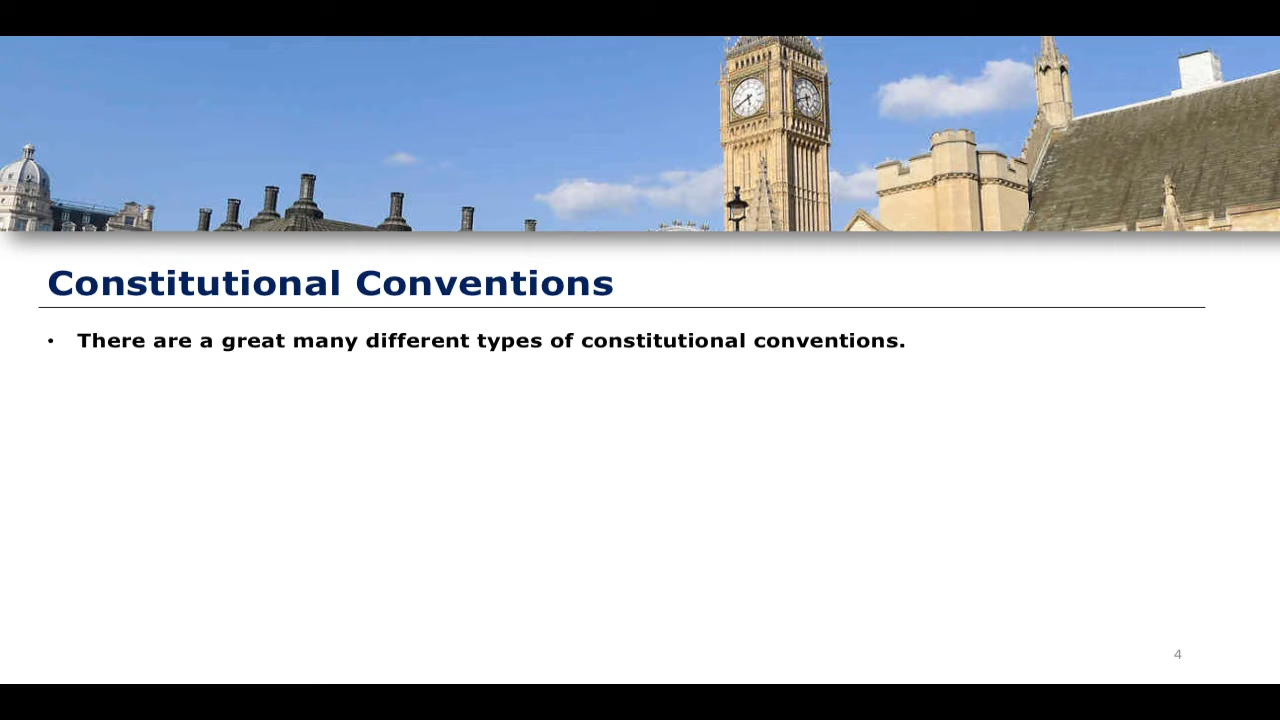 Constitutional Conventions
• There are a great many different types of constitutional conventions.
4